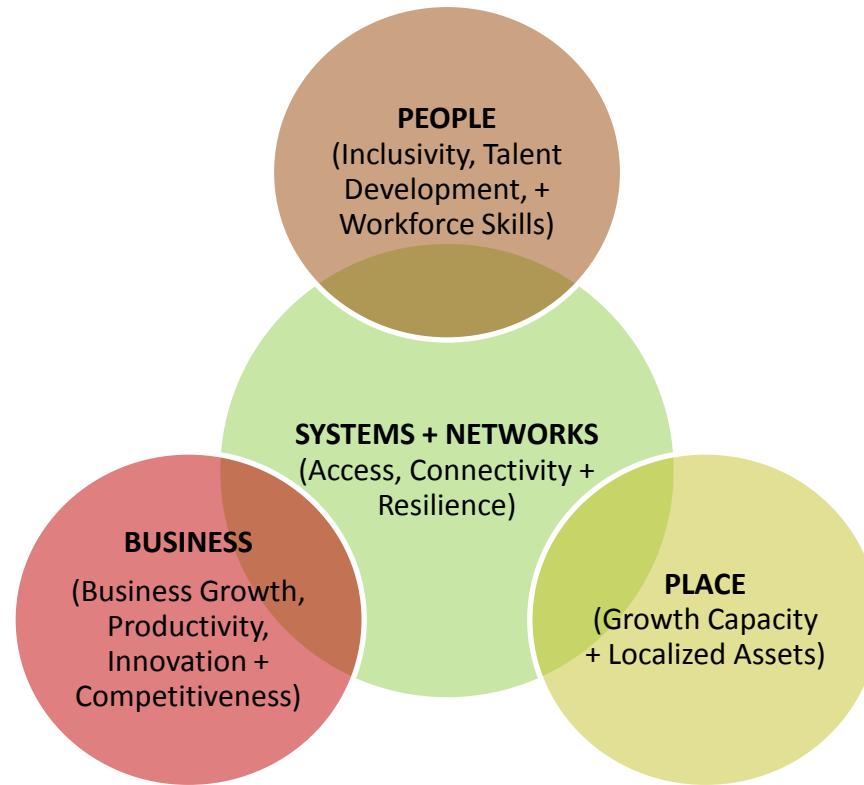 PEOPLE
(Inclusivity, Talent
Development, +
Workforce Skills)
SYSTEMS + NETWORKS
(Access, Connectivity +
Resilience)
BUSINESS
(Business Growth,
Productivity,
Innovation +
Competitiveness)
PLACE
(Growth Capacity
+ Localized Assets)